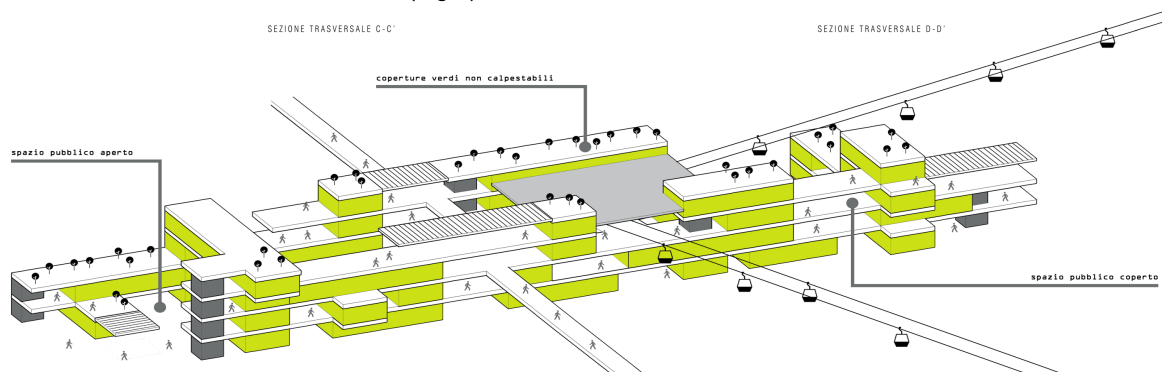 SEZIONE TRASVERSALE C-C'
SEZIONE TRASVERSALE D-D'
coperture verdi non calpestabili
spazio pubblico aperto
spazio pubblico coperto